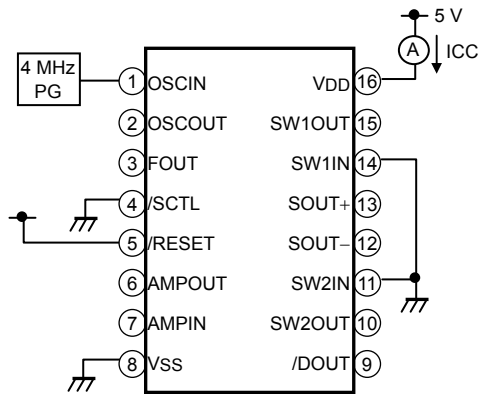 5 V
A ICC
4 MHz
PG
1 OSCIN
2 OSCOUT
3 FOUT
4 /SCTL
5 /RESET
6 AMPOUT
7 AMPIN
8 VSS
VDD 16
SW1OUT 15
SW1IN 14
SOUT+ 13
SOUT− 12
SW2IN 11
SW2OUT 10
/DOUT 9